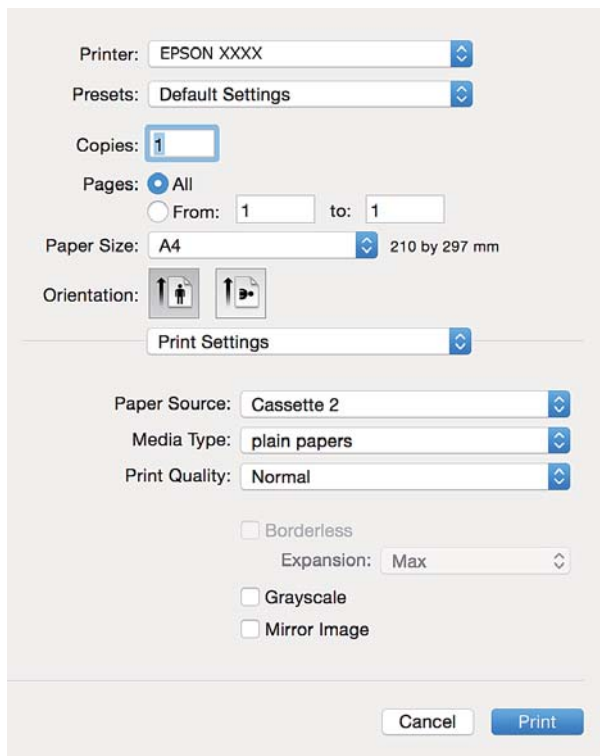 Printer: EPSON XXXX
Presets: Default Settings
Copies: 1
Pages: All
From: 1 to: 1
Paper Size: A4 210 by 297 mm
Orientation:
Print Settings
Paper Source: Cassette 2
Media Type: plain papers
Print Quality: Normal
Borderless
Expansion: Max
Grayscale
Mirror Image
Cancel Print